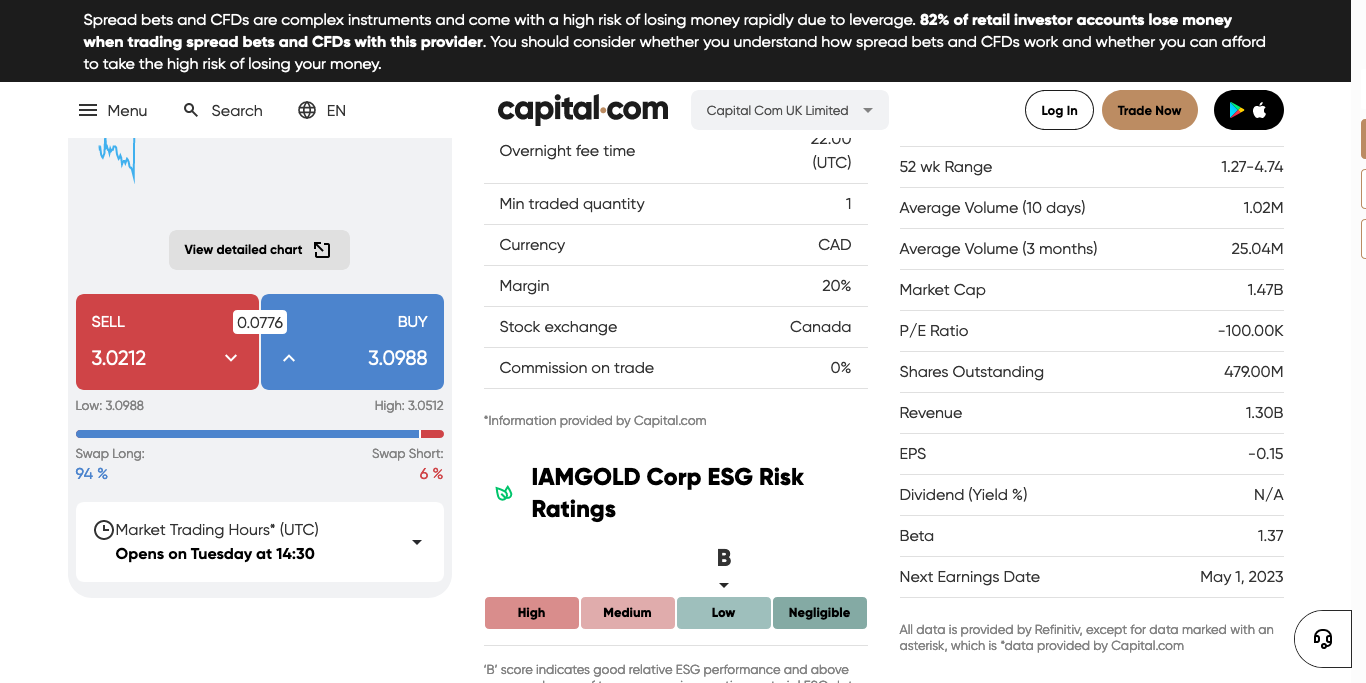 Spread bets and CFDs are complex instruments and come with a high risk of losing money rapidly due to leverage. 82% of retail investor accounts lose money
when trading spread bets and CFDs with this provider. You should consider whether you understand how spread bets and CFDs work and whether you can afford
to take the high risk of losing your money.
Menu Search EN capital.com Capital Com UK Limited Log In Trade Now
View detailed chart
SELL 0.0776 BUY
3.0212 3.0988
Low: 3.0988 High: 3.0512
Swap Long: Swap Short:
94 % 6 %
Market Trading Hours* (UTC)
Opens on Tuesday at 14:30
22:00
Overnight fee time (UTC)
Min traded quantity 1
Currency CAD
Margin 20%
Stock exchange Canada
Commission on trade 0%
*Information provided by Capital.com
IAMGOLD Corp ESG Risk
Ratings
B
High Medium Low Negligible
‘B’ score indicates good relative ESG performance and above
52 wk Range 1.27-4.74
Average Volume (10 days) 1.02M
Average Volume (3 months) 25.04M
Market Cap 1.47B
P/E Ratio -100.00K
Shares Outstanding 479.00M
Revenue 1.30B
EPS -0.15
Dividend (Yield %) N/A
Beta 1.37
Next Earnings Date May 1, 2023
All data is provided by Refinitiv, except for data marked with an
asterisk, which is *data provided by Capital.com